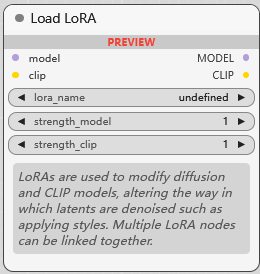 Load LoRA
PREVIEW
model MODEL
clip CLIP
lora_name undefined
strength_model 1
strength_clip 1
LoRAs are used to modify diffusion
and CLIP models, altering the way in
which latents are denoised such as
applying styles. Multiple LoRA nodes
can be linked together.